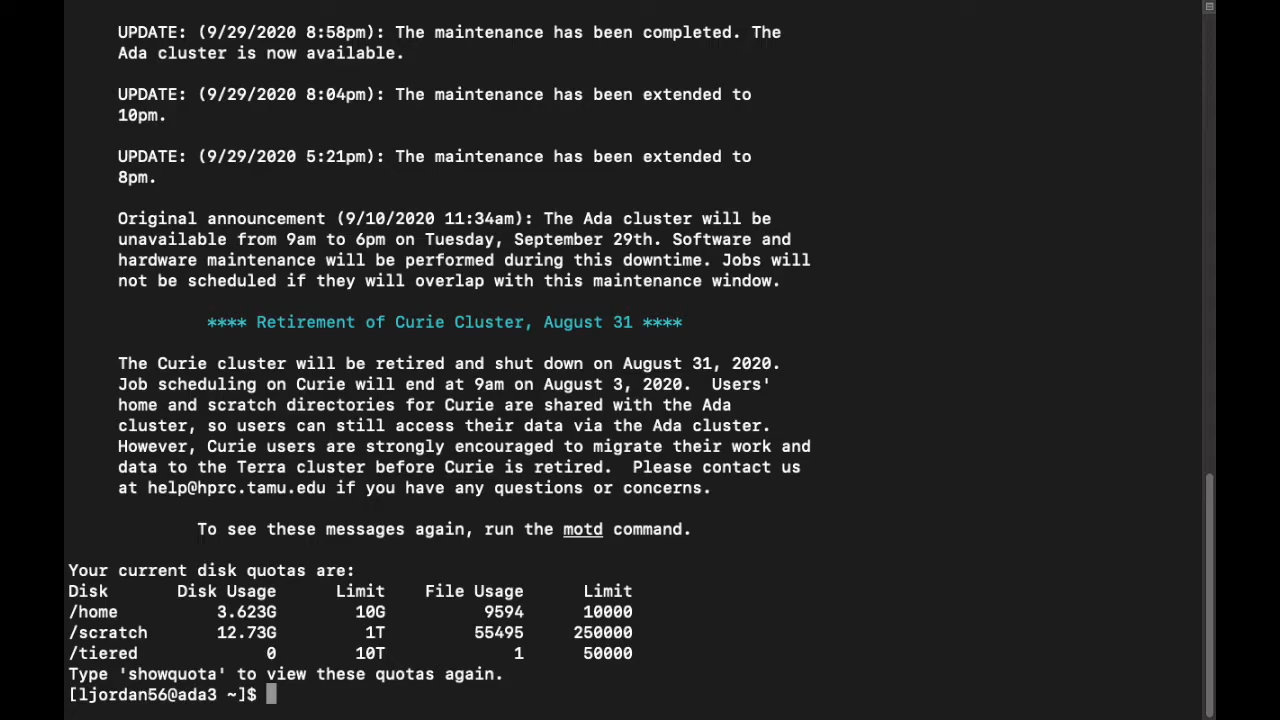 UPDATE: (9/29/2020 8:58pm): The maintenance has been completed. The
Ada cluster is now available.
UPDATE: (9/29/2020 8:04pm): The maintenance has been extended to
10pm.
UPDATE: (9/29/2020 5:21pm): The maintenance has been extended to
8pm.
Original announcement (9/10/2020 11:34am): The Ada cluster will be
unavailable from 9am to 6pm on Tuesday, September 29th. Software and
hardware maintenance will be performed during this downtime. Jobs will
not be scheduled if they will overlap with this maintenance window.
**** Retirement of Curie Cluster, August 31 ****
The Curie cluster will be retired and shut down on August 31, 2020.
Job scheduling on Curie will end at 9am on August 3, 2020.  Users'
home and scratch directories for Curie are shared with the Ada
cluster, so users can still access their data via the Ada cluster.
However, Curie users are strongly encouraged to migrate their work and
data to the Terra cluster before Curie is retired.  Please contact us
at help@hprc.tamu.edu if you have any questions or concerns.
To see these messages again, run the motd command.
Your current disk quotas are:
Disk       Disk Usage      Limit    File Usage      Limit
/home          3.623G        10G          9594      10000
/scratch       12.73G         1T         55495     250000
/tiered             0        10T             1      50000
Type 'showquota' to view these quotas again.
[ljordan56@ada3 ~]$